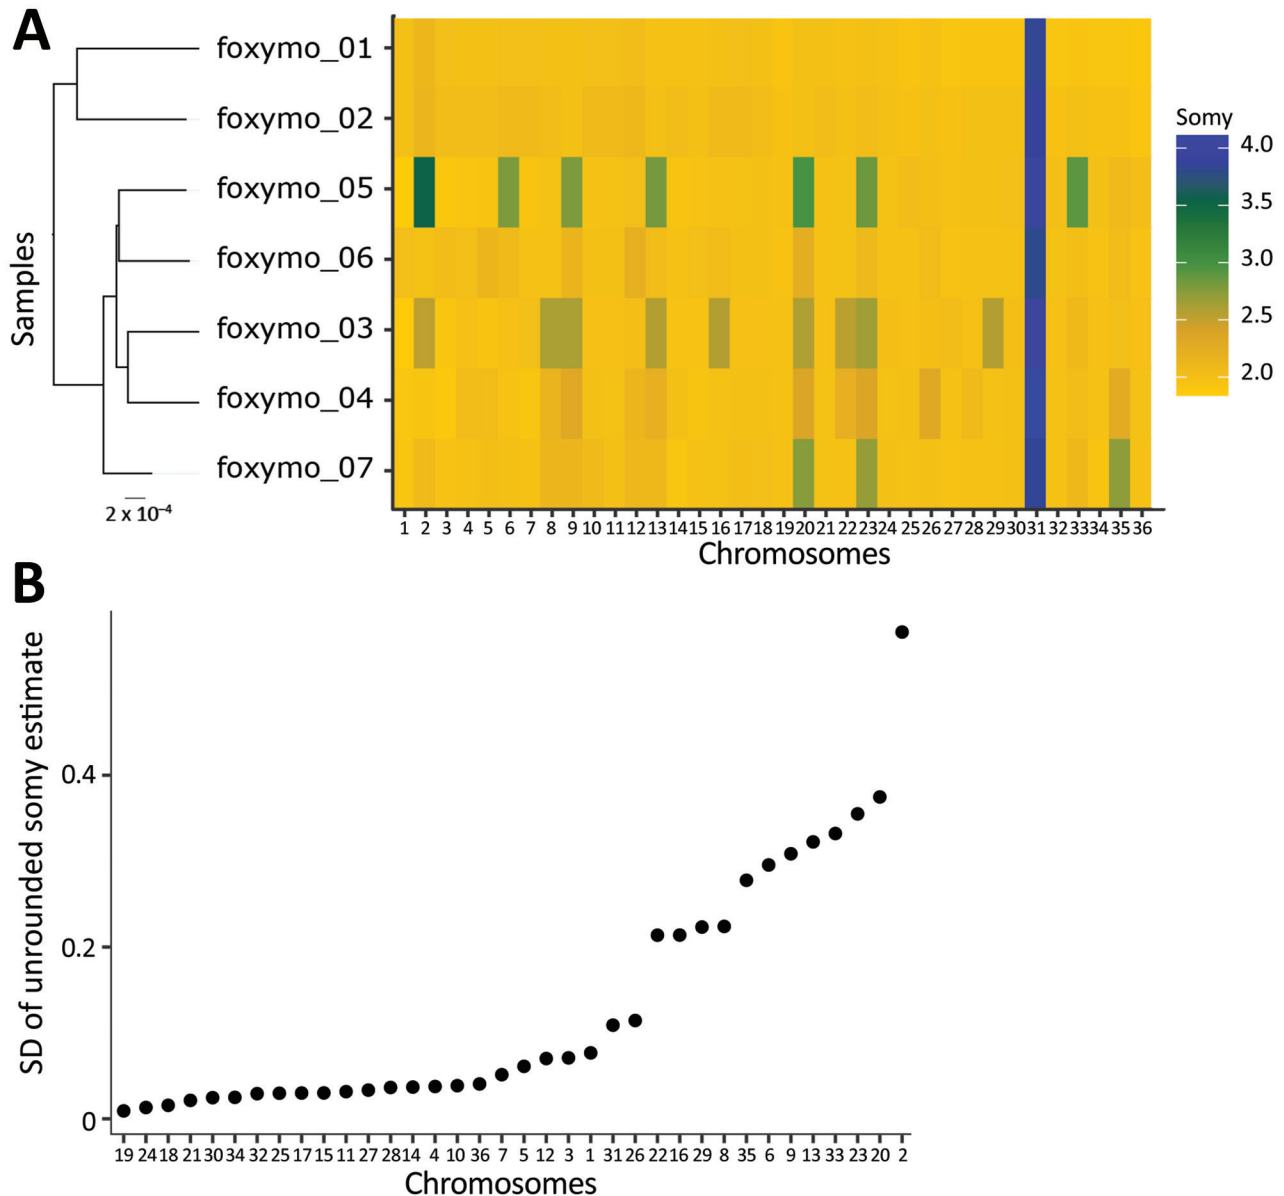 A
foxymo_01
foxymo_02
foxymo_05
foxymo_06
foxymo_03
foxymo_04
foxymo_07
Samples
2 x 10⁻⁴
Somy
4.0
3.5
3.0
2.5
2.0
1 2 3 4 5 6 7 8 9 10 11 12 13 14 15 16 17 18 19 20 21 22 23 24 25 26 27 28 29 30 31 32 33 34 35 36
Chromosomes
B
SD of unrounded somy estimate
0.4
0.2
0
19 24 18 21 30 34 32 25 17 15 11 27 28 14 4 10 36 7 5 12 3 1 31 26 22 16 29 8 35 6 9 13 33 23 20 2
Chromosomes